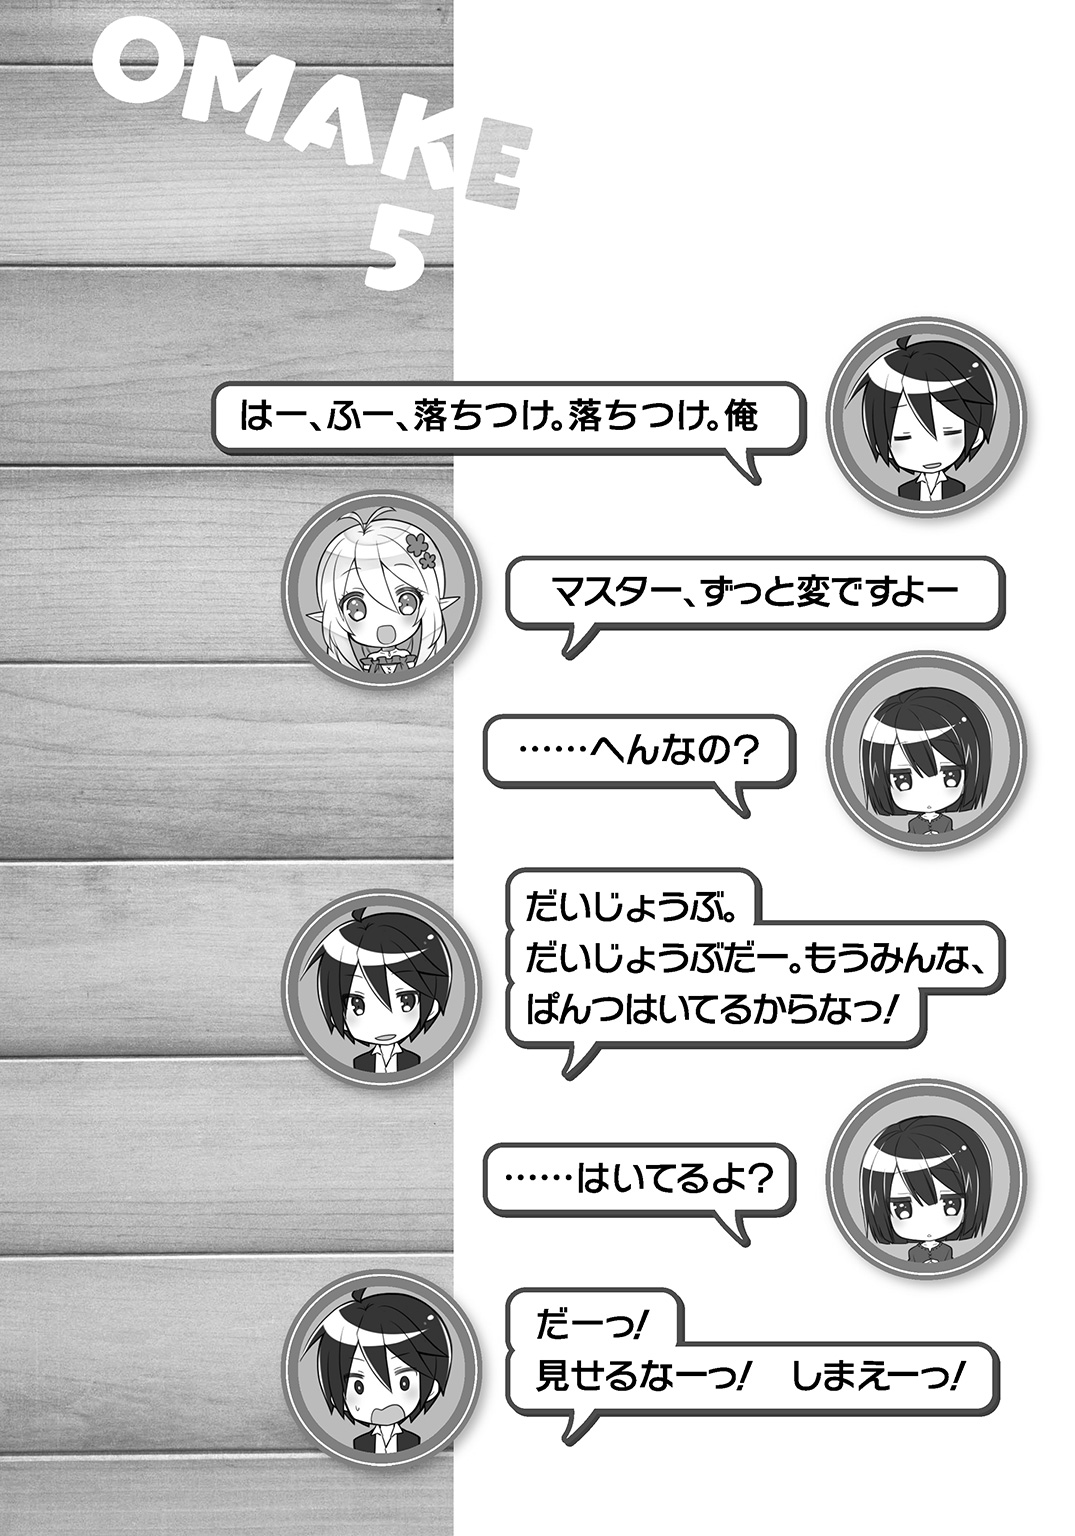 OMAKE
5
はー、ふー、落ちつけ。落ちつけ。俺
マスター、ずっと変ですよー
……へんなの？
だいじょうぶ。
だいじょうぶだー。もうみんな、
ぱんつはいてるからなっ！
……はいてるよ？
だーっ！
見せるなーっ！　しまえーっ！